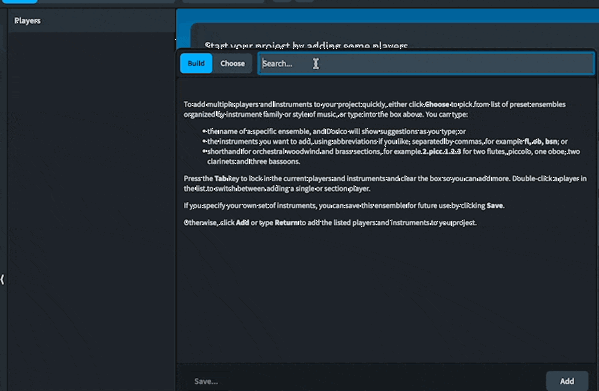 Players
Start your project by adding some players
Build Choose Search...
To add multiple players and instruments to your project quickly, either click Choose to pick from list of preset ensembles
organized by instrument family or style of music, or type into the box above. You can type:
• the name of a specific ensemble, and Dorico will show suggestions as you type; or
• the instruments you want to add, using abbreviations if you like, separated by commas, for example fl, ob, bsn; or
• shorthand for orchestral woodwind and brass sections, for example 2.picc.1.2.3 for two flutes, piccolo, one oboe, two
clarinets and three bassoons.
Press the Tab key to lock in the current players and instruments and clear the box so you can add more. Double-click a player in
the list to switch between adding a single or section player.
If you specify your own set of instruments, you can save this ensemble for future use by clicking Save.
Otherwise, click Add or type Return to add the listed players and instruments to you project.
Save... Add